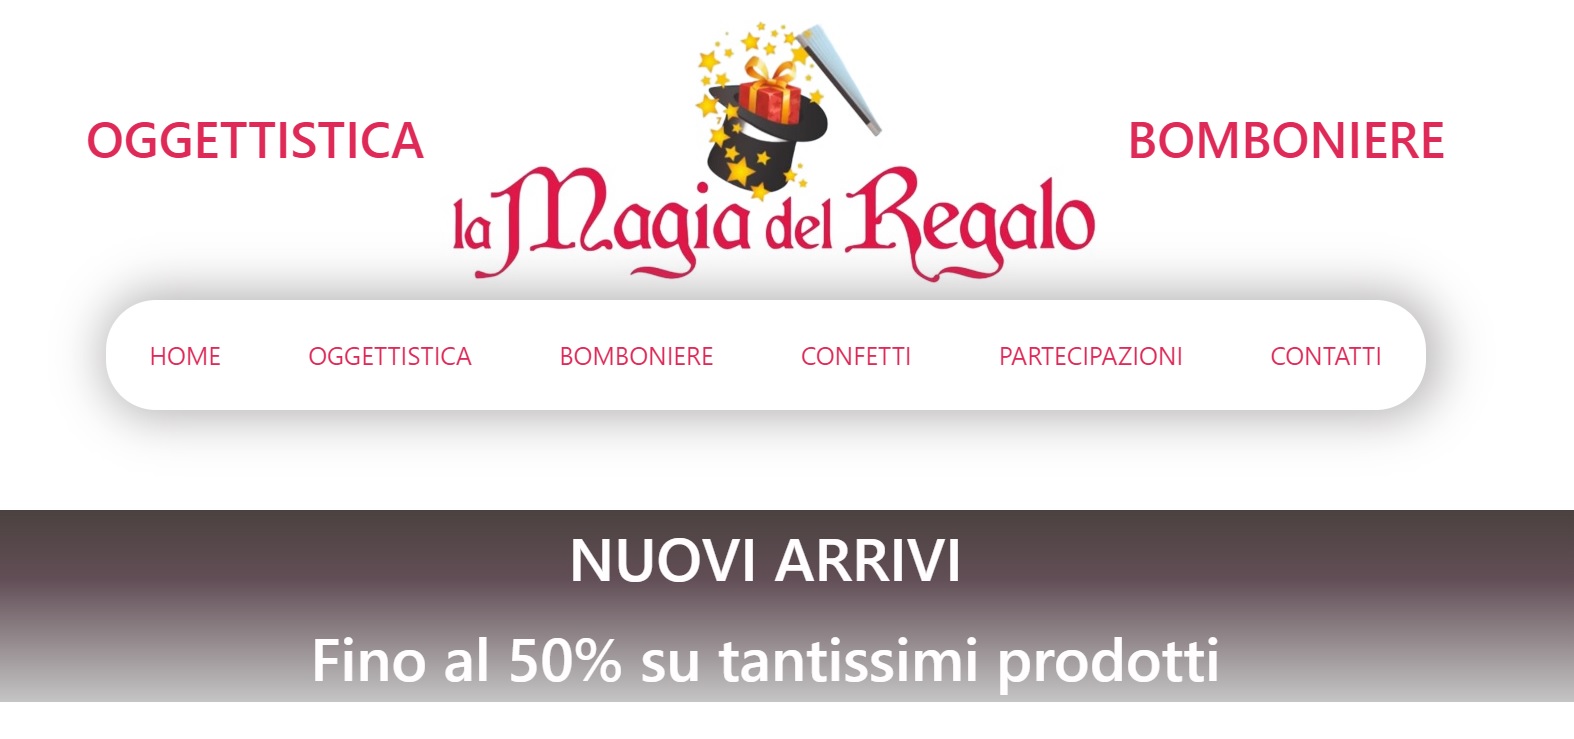 OGGETTISTICA
la Magia del Regalo
BOMBONIERE
HOME OGGETTISTICA BOMBONIERE CONFETTI PARTECIPAZIONI CONTATTI
NUOVI ARRIVI
Fino al 50% su tantissimi prodotti